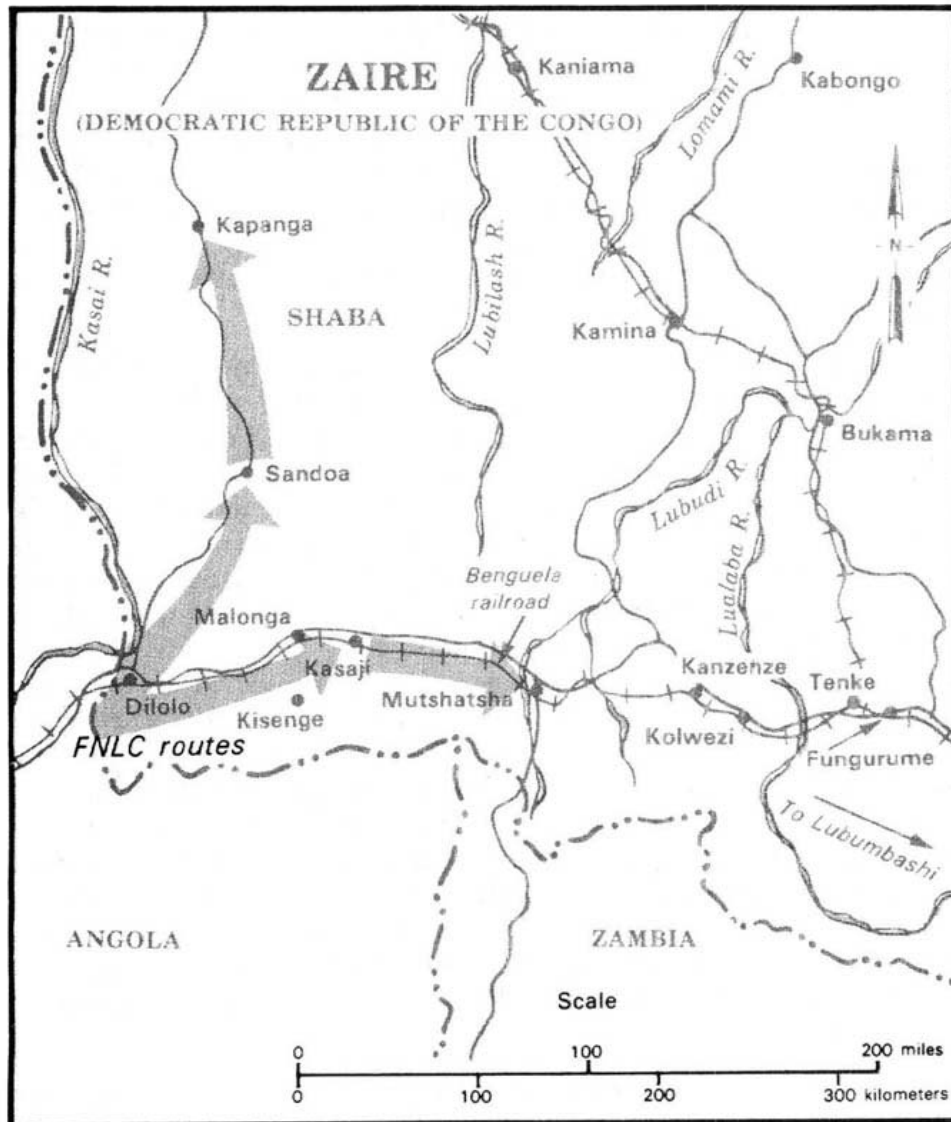 ZAIRE
(DEMOCRATIC REPUBLIC OF THE CONGO)
Kaniama
Kabongo
Lomami R.
Kapanga
N
Kasai R.
SHABA
Lubilash R.
Kamina
Bukama
Sandoa
Lubudi R.
Lualaba R.
Benguela
railroad
Malonga
Kasaji
Kanzenze
Tenke
Dilolo
Mutshatsha
Kisenge
Kolwezi
FNLC routes
Fungurume
To Lubumbashi
ANGOLA
ZAMBIA
Scale
0 100 200 miles
0 100 200 300 kilometers